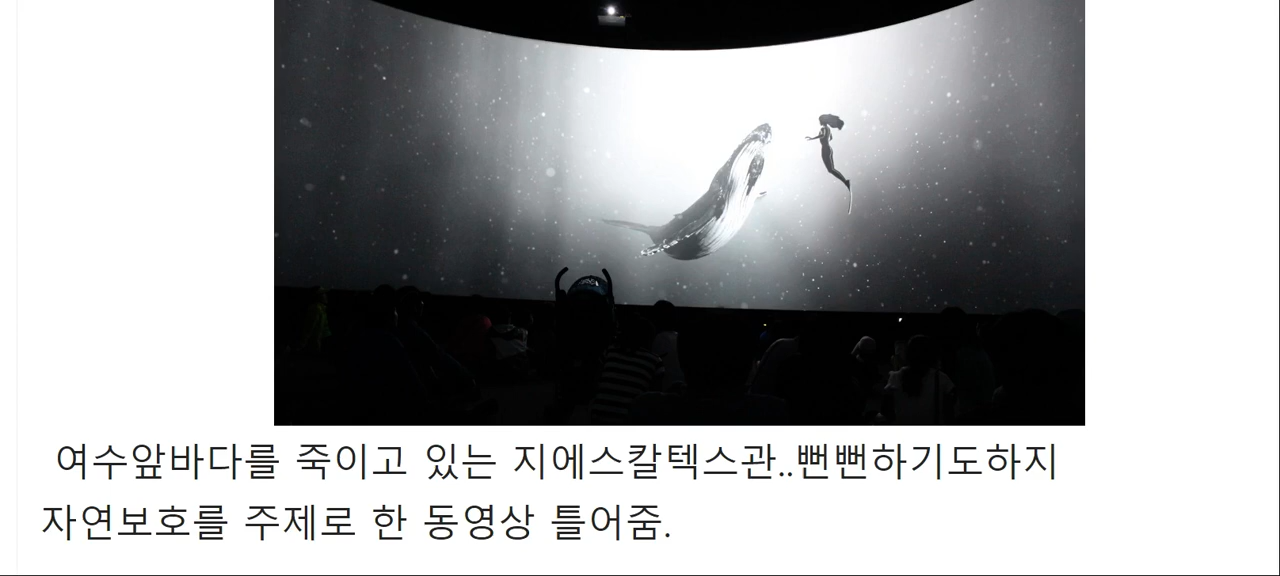 여수앞바다를 죽이고 있는 지에스칼텍스관..뻔뻔하기도하지
자연보호를 주제로 한 동영상 틀어줌.